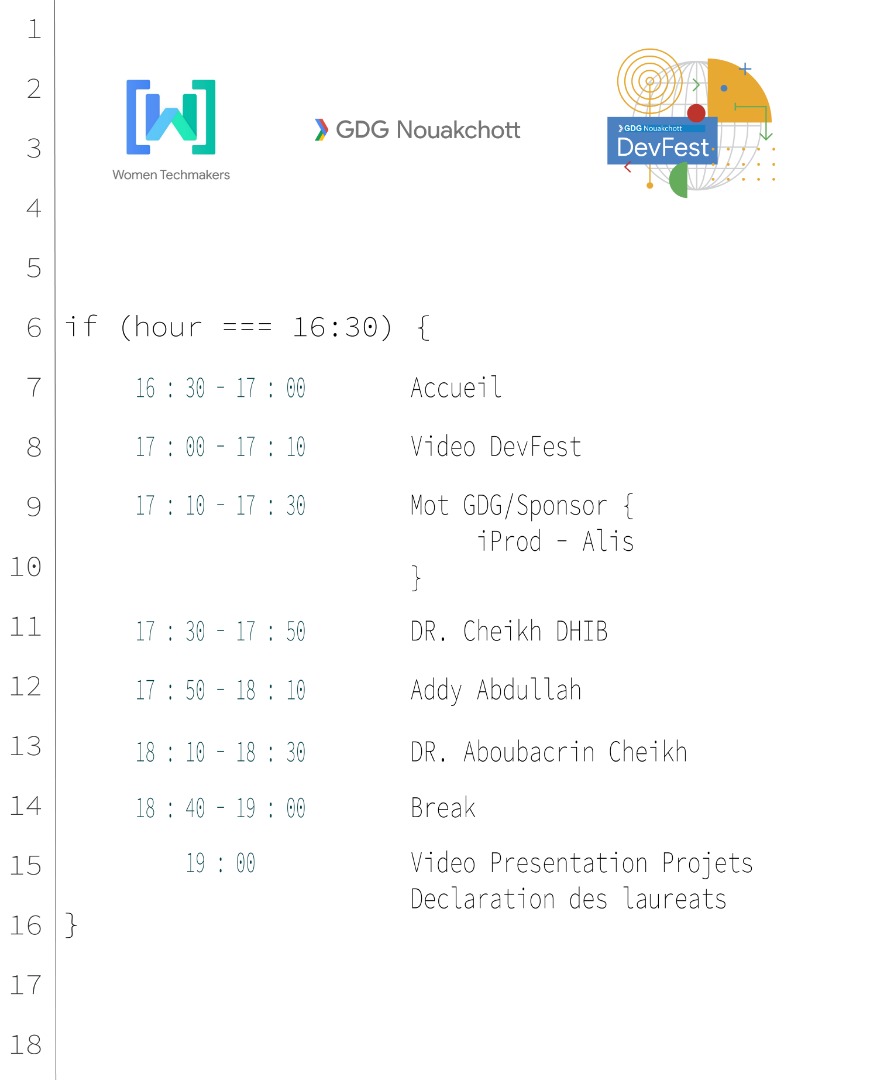 1
2
3
4
5
6
7
8
9
10
11
12
13
14
15
16
17
18
Women Techmakers
GDG Nouakchott
GDG Nouakchott
DevFest
if (hour === 16:30) {
16 : 30 - 17 : 00 Accueil
17 : 00 - 17 : 10 Video DevFest
17 : 10 - 17 : 30 Mot GDG/Sponsor {
iProd - Alis
}
17 : 30 - 17 : 50 DR. Cheikh DHIB
17 : 50 - 18 : 10 Addy Abdullah
18 : 10 - 18 : 30 DR. Aboubacrin Cheikh
18 : 40 - 19 : 00 Break
19 : 00 Video Presentation Projets
Declaration des laureats
}